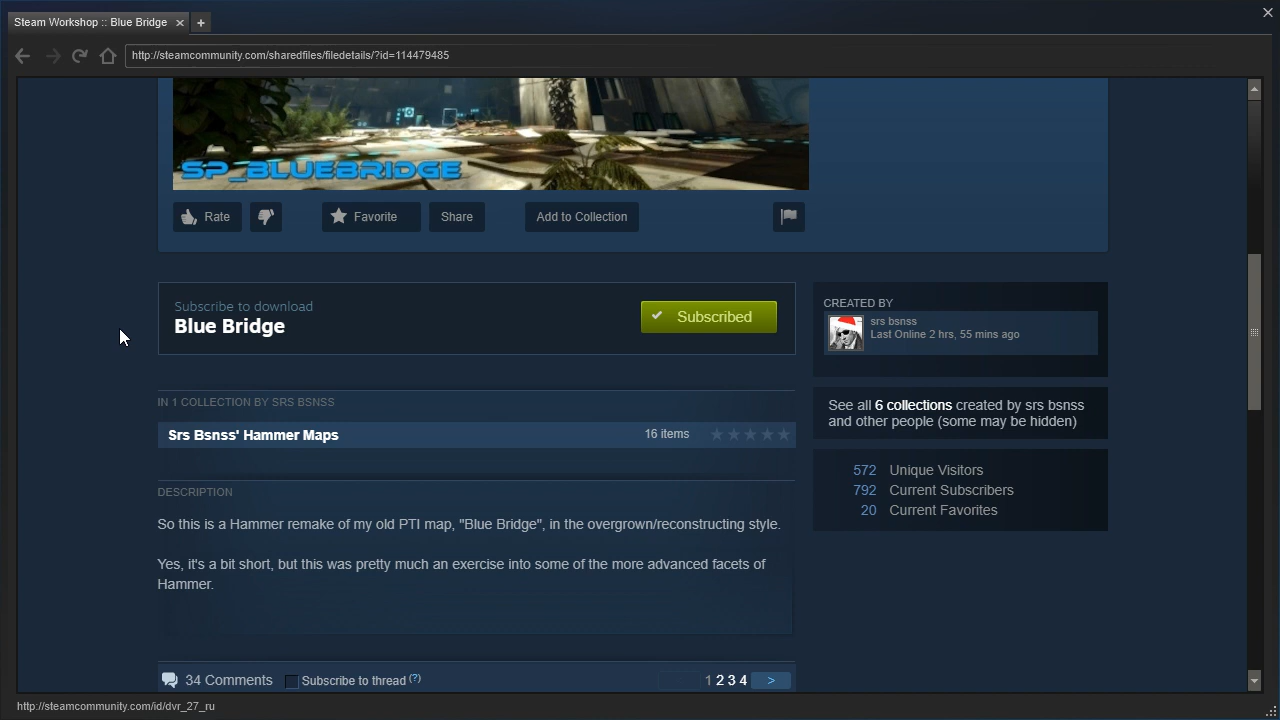 Steam Workshop :: Blue Bridge
http://steamcommunity.com/sharedfiles/filedetails/?id=114479485
SP_BLUEBRIDGE
Rate
Favorite
Share
Add to Collection
Subscribe to download
Blue Bridge
Subscribed
CREATED BY
srs bsnss
Last Online 2 hrs, 55 mins ago
See all 6 collections created by srs bsnss
and other people (some may be hidden)
572 Unique Visitors
792 Current Subscribers
20 Current Favorites
IN 1 COLLECTION BY SRS BSNSS
Srs Bsnss' Hammer Maps 16 items
DESCRIPTION
So this is a Hammer remake of my old PTI map, "Blue Bridge", in the overgrown/reconstructing style.
Yes, it's a bit short, but this was pretty much an exercise into some of the more advanced facets of
Hammer.
34 Comments Subscribe to thread (?) 1 2 3 4 >
http://steamcommunity.com/id/dvr_27_ru